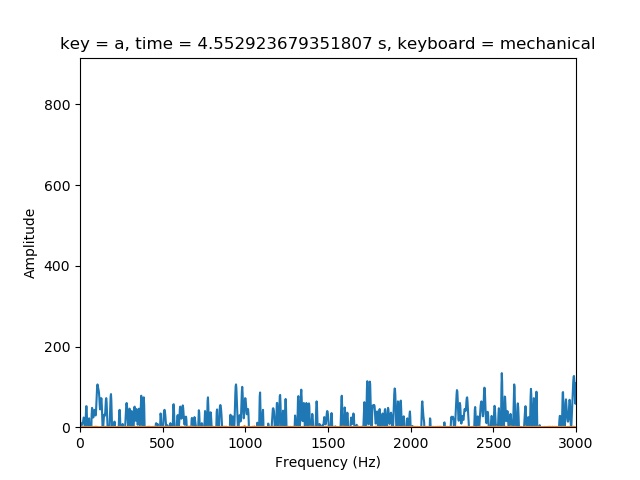 key = a, time = 4.552923679351807 s, keyboard = mechanical
800
600
400
200
0
Amplitude
0 500 1000 1500 2000 2500 3000
Frequency (Hz)